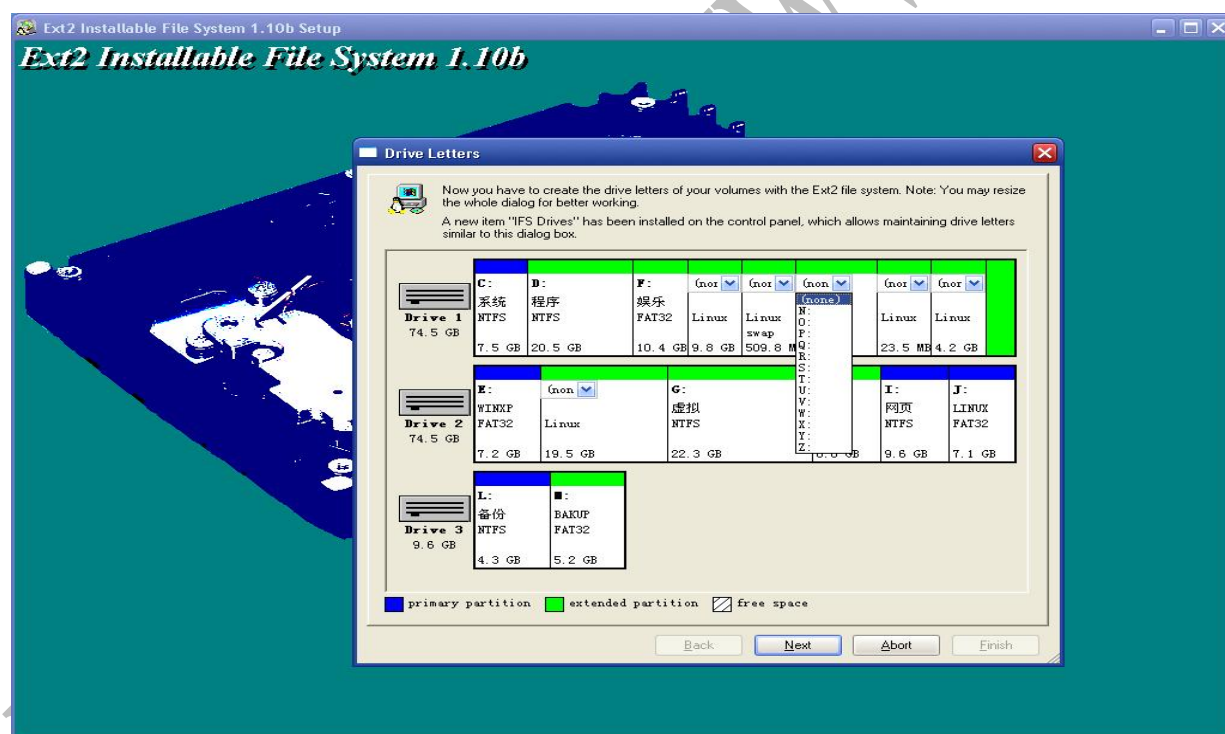 Ext2 Installable File System 1.10b Setup
Ext2 Installable File System 1.10b
Drive Letters
Now you have to create the drive letters of your volumes with the Ext2 file system. Note: You may resize
the whole dialog for better working.
A new item "IFS Drives" has been installed on the control panel, which allows maintaining drive letters
similar to this dialog box.
Drive 1
74.5 GB
C:
系统
NTFS
7.5 GB
D:
程序
NTFS
20.5 GB
F:
娱乐
FAT32
10.4 GB
(nor
Linux
9.8 GB
(nor
Linux
swap
509.8 M
(non
(none)
N:
O:
P:
Q:
R:
S:
T:
U:
V:
W:
X:
Y:
Z:
(nor
Linux
23.5 MB
(nor
Linux
4.2 GB
Drive 2
74.5 GB
E:
WINXP
FAT32
7.2 GB
(non
Linux
19.5 GB
G:
虚拟
NTFS
22.3 GB
I:
网页
NTFS
9.6 GB
J:
LINUX
FAT32
7.1 GB
Drive 3
9.6 GB
L:
备份
NTFS
4.3 GB
BAKUP
FAT32
5.2 GB
primary partition
extended partition
free space
Back
Next
Abort
Finish